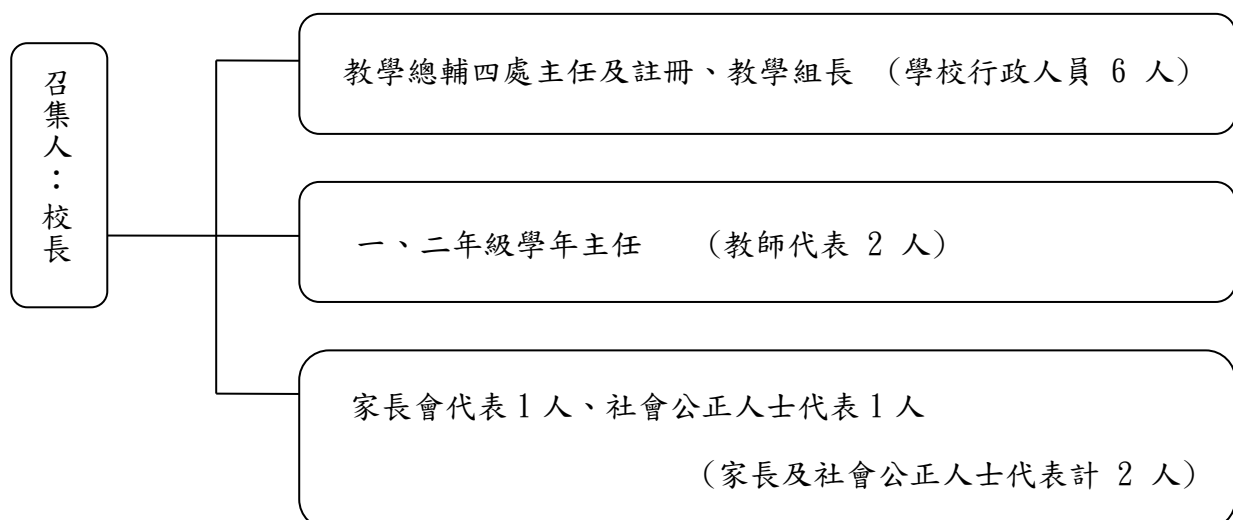 召集人：校長
教學總輔四處主任及註冊、教學組長 （學校行政人員 6 人）
一、二年級學年主任 （教師代表 2 人）
家長會代表1人、社會公正人士代表1人
（家長及社會公正人士代表計 2 人）